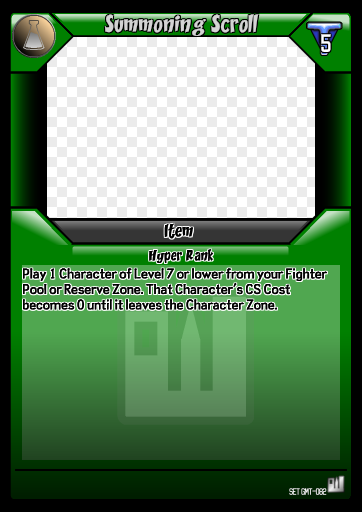 Summoning Scroll
5
Item
Hyper Rank
Play 1 Character of Level 7 or lower from your Fighter
Pool or Reserve Zone. That Character's CS Cost
becomes 0 until it leaves the Character Zone.
SET GMT-082